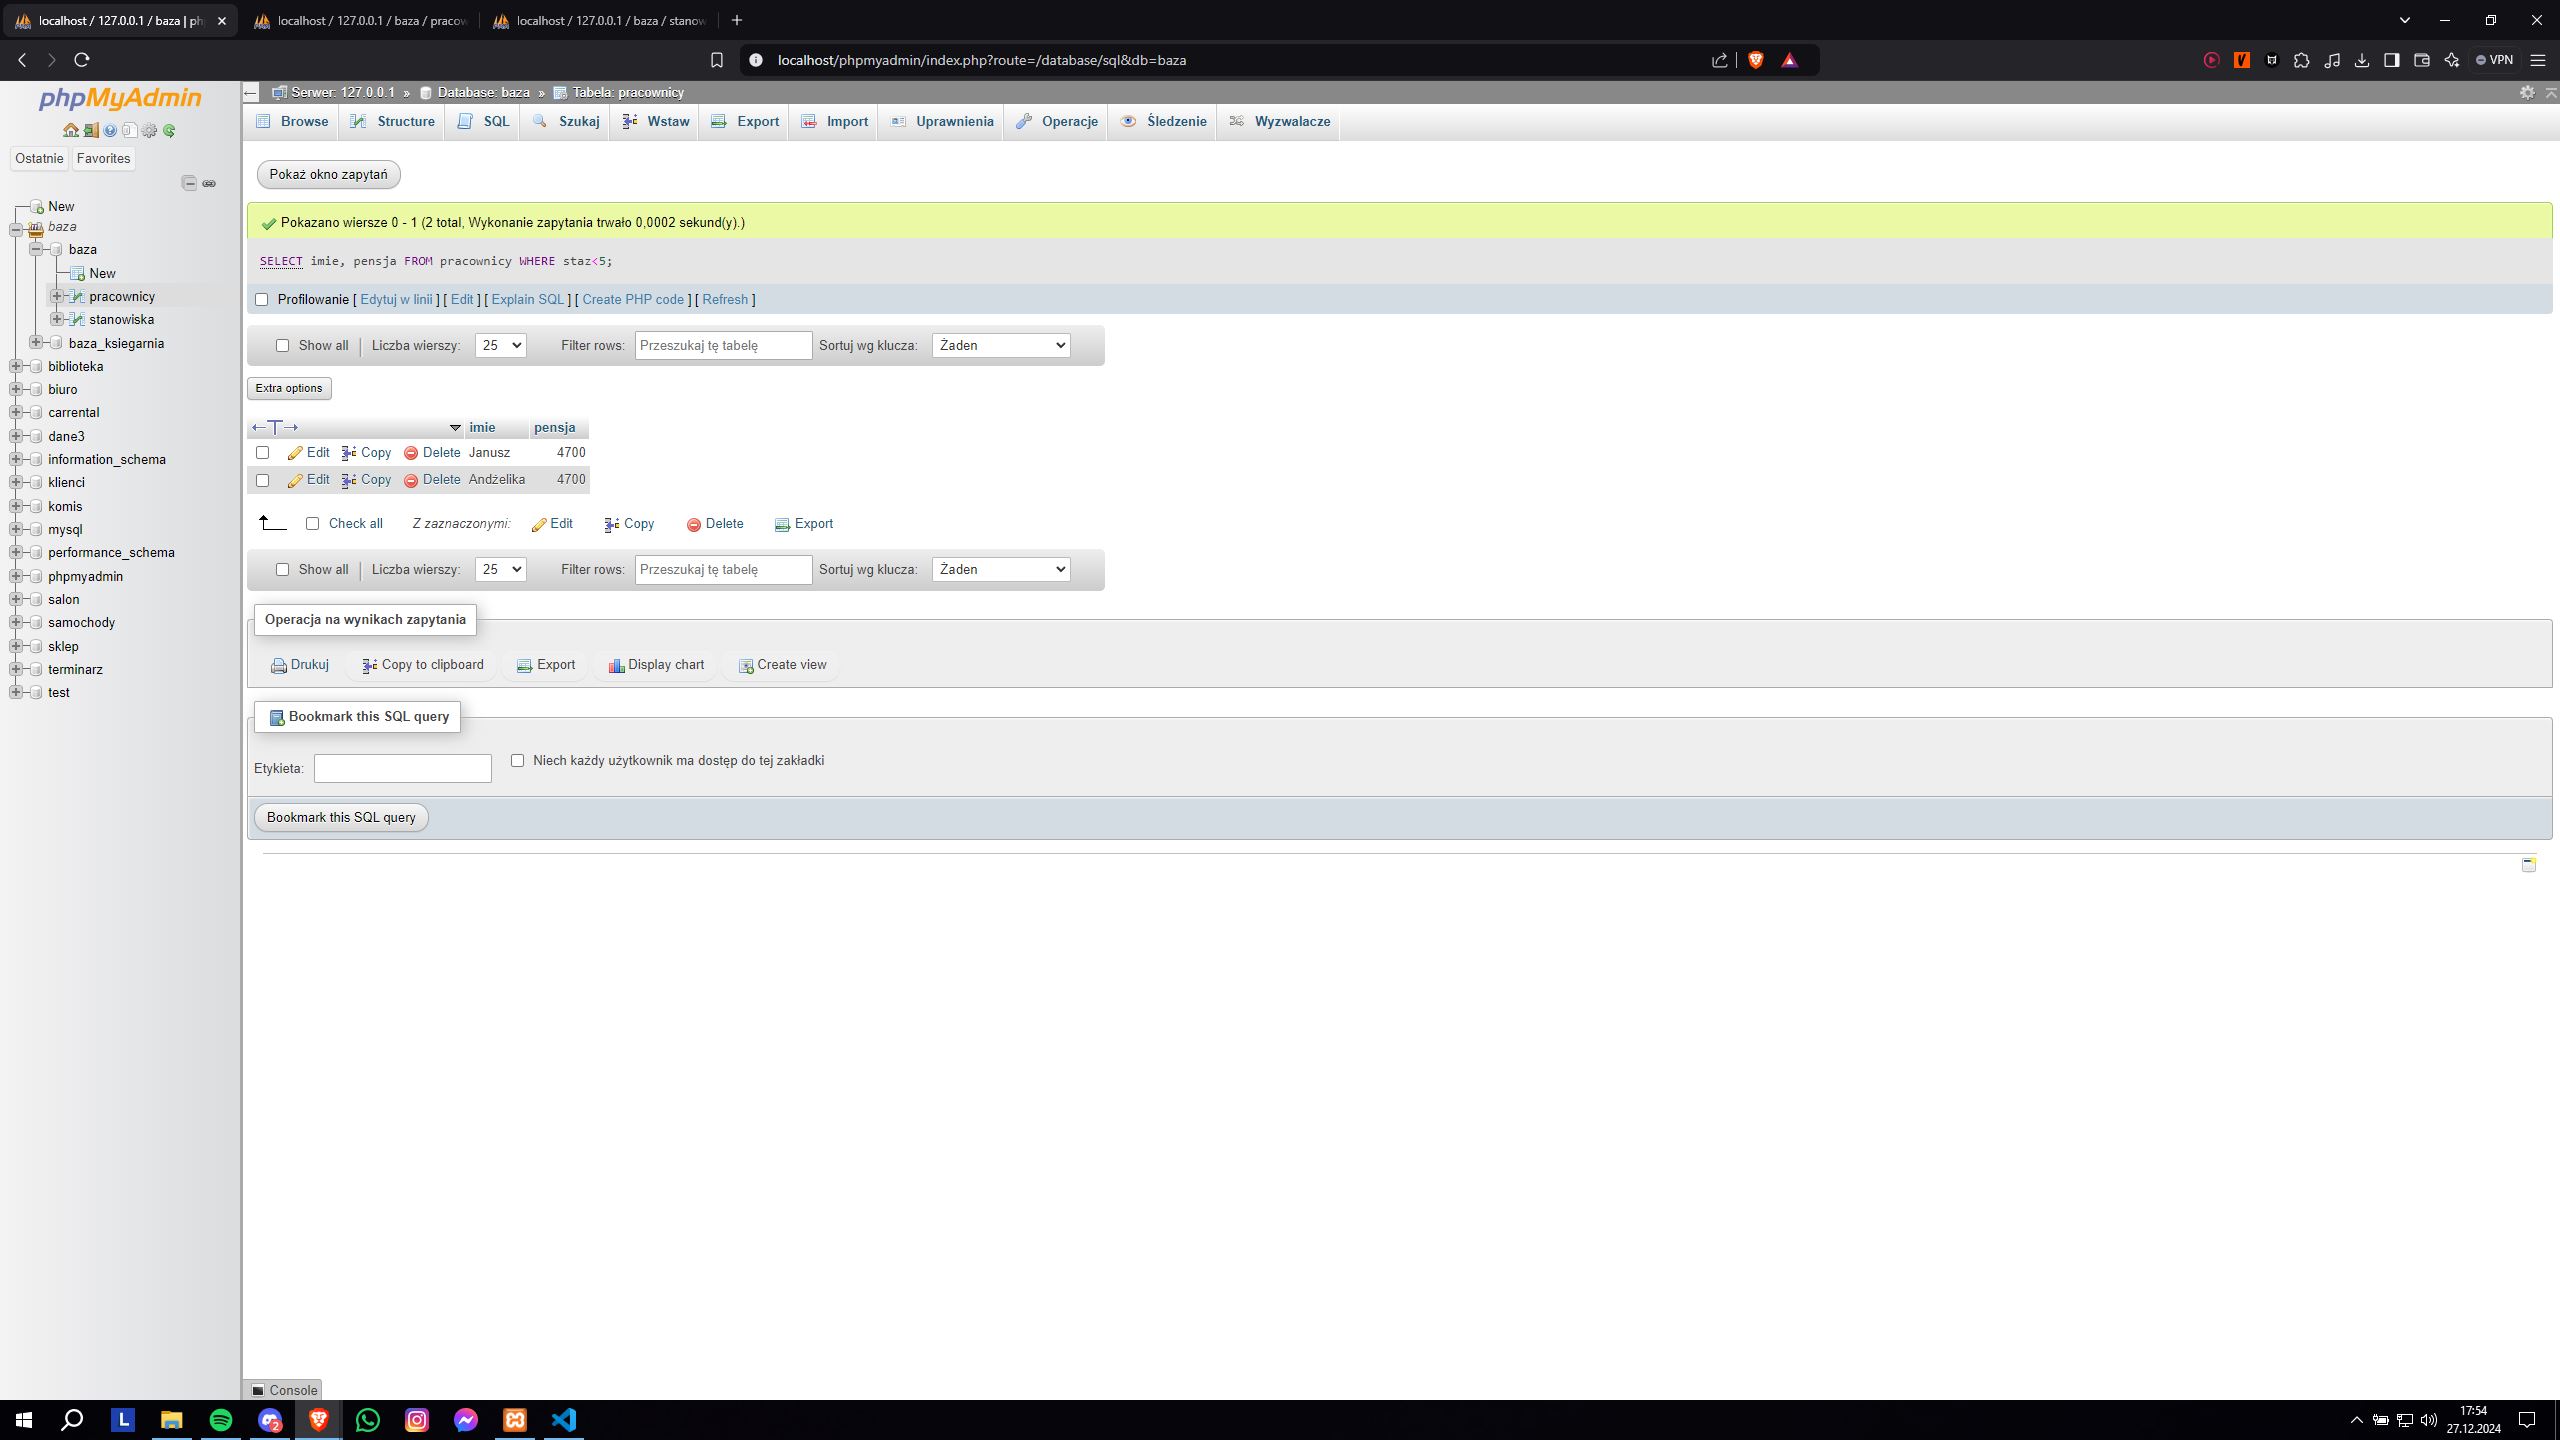 localhost / 127.0.0.1 / baza | ph
localhost / 127.0.0.1 / baza / pracow
localhost / 127.0.0.1 / baza / stanow
localhost/phpmyadmin/index.php?route=/database/sql&db=baza
VPN
phpMyAdmin
Ostatnie Favorites
New
baza
baza
New
pracownicy
stanowiska
baza_ksiegarnia
biblioteka
biuro
carrental
dane3
information_schema
klienci
komis
mysql
performance_schema
phpmyadmin
salon
samochody
sklep
terminarz
test
Serwer: 127.0.0.1 » Database: baza » Tabela: pracownicy
Browse Structure SQL Szukaj Wstaw Export Import Uprawnienia Operacje Śledzenie Wyzwalacze
Pokaż okno zapytań
Pokazano wiersze 0 - 1 (2 total, Wykonanie zapytania trwało 0,0002 sekund(y).)
SELECT imie, pensja FROM pracownicy WHERE staz<5;
Profilowanie [ Edytuj w linii ] [ Edit ] [ Explain SQL ] [ Create PHP code ] [ Refresh ]
Show all | Liczba wierszy: 25 Filter rows: Przeszukaj tę tabelę Sortuj wg klucza: Żaden
Extra options
←T→ imie pensja
Edit Copy Delete Janusz 4700
Edit Copy Delete Andżelika 4700
Check all Z zaznaczonymi: Edit Copy Delete Export
Show all | Liczba wierszy: 25 Filter rows: Przeszukaj tę tabelę Sortuj wg klucza: Żaden
Operacja na wynikach zapytania
Drukuj Copy to clipboard Export Display chart Create view
Bookmark this SQL query
Etykieta: Niech każdy użytkownik ma dostęp do tej zakładki
Bookmark this SQL query
Console
L
2
17:54
27.12.2024